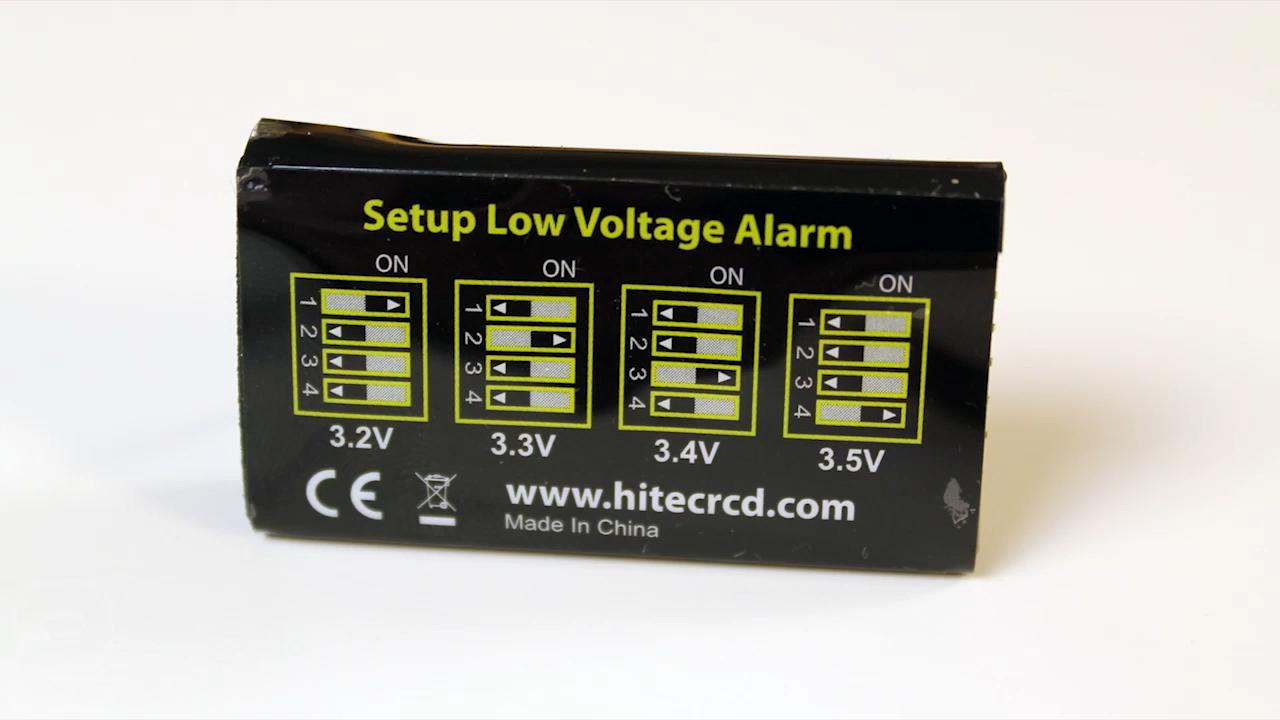 Setup Low Voltage Alarm
ON ON ON ON
1 1 1 1
2 2 2 2
3 3 3 3
4 4 4 4
3.2V 3.3V 3.4V 3.5V
CE www.hitecrcd.com
Made In China